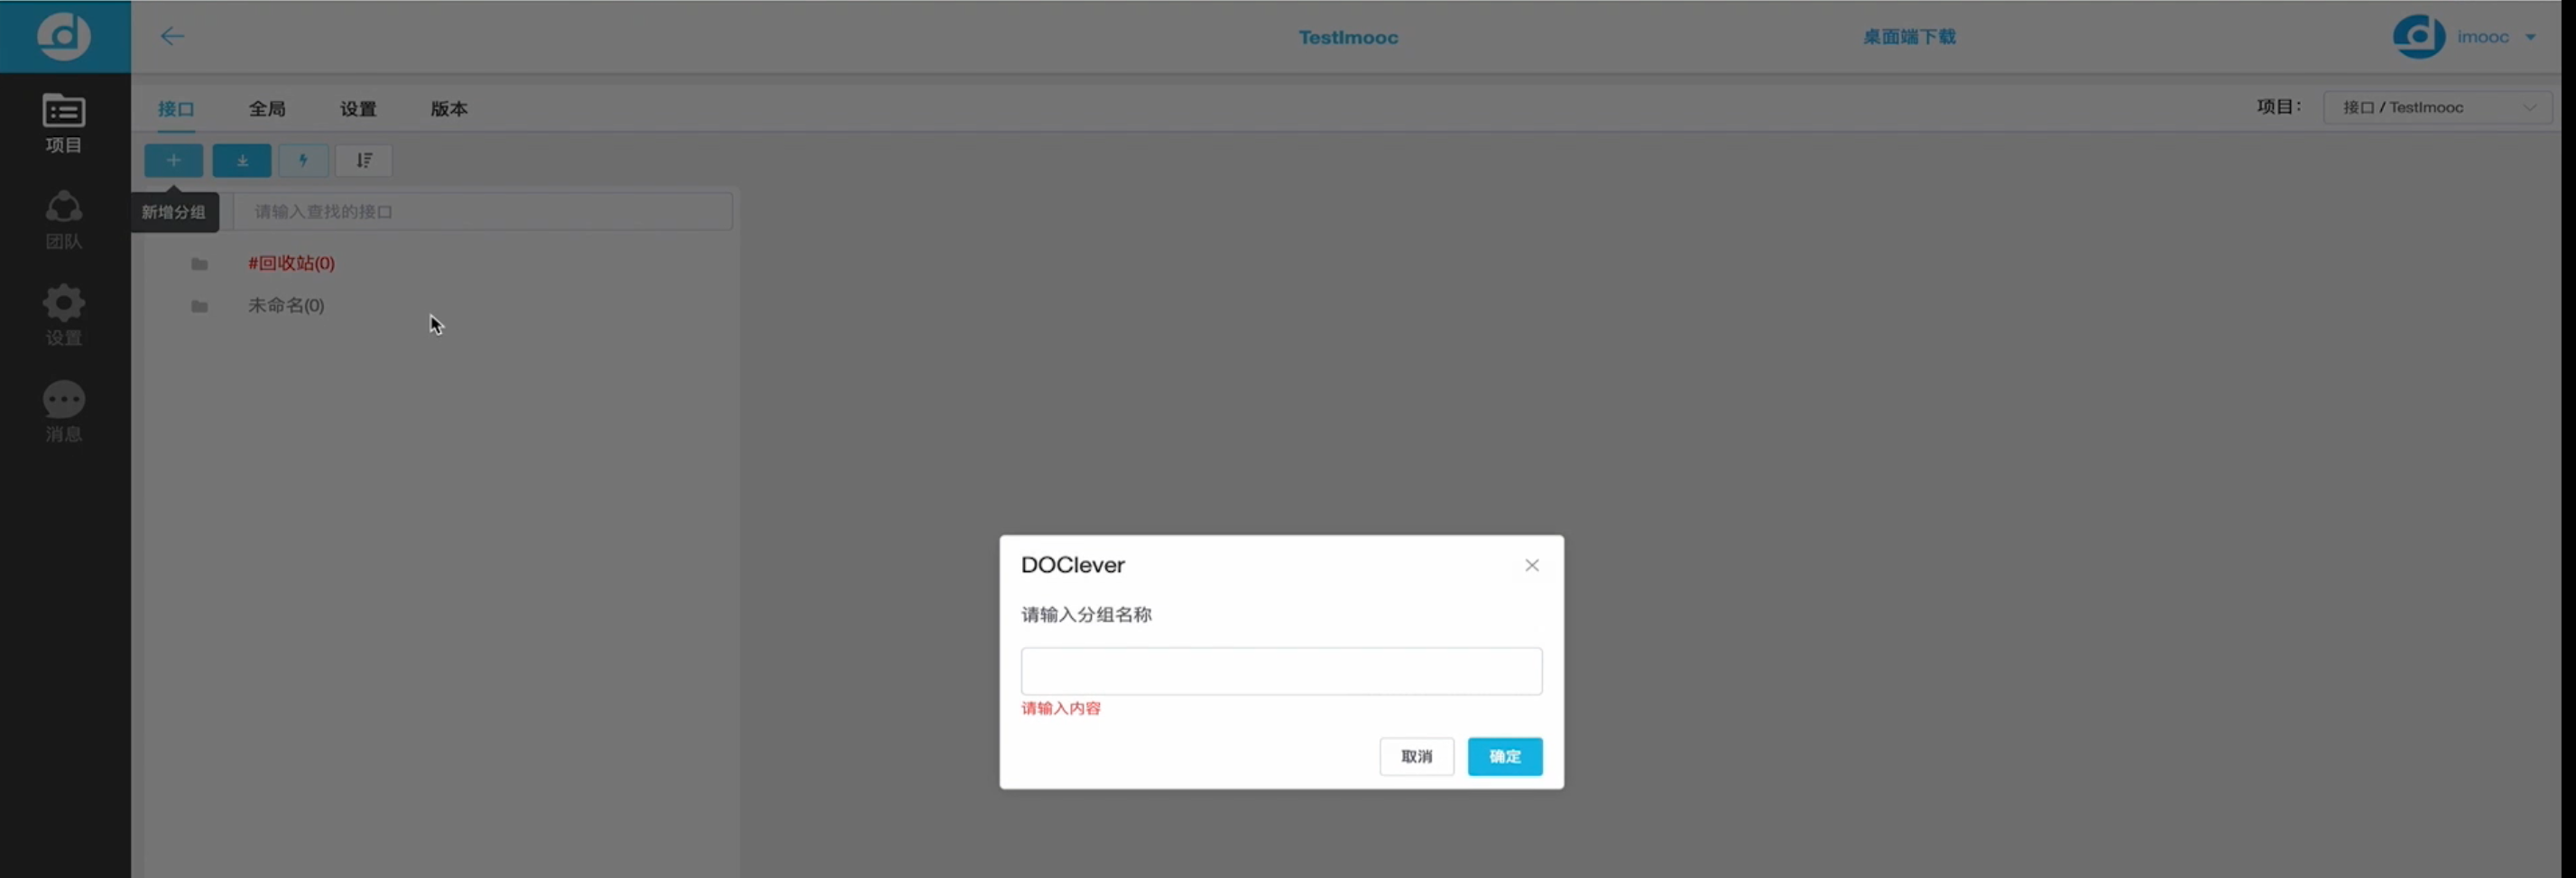 TestImooc
桌面端下载
imooc
接口
全局
设置
版本
项目：
接口 / TestImooc
项目
团队
设置
消息
新增分组
请输入查找的接口
#回收站(0)
未命名(0)
DOClever
请输入分组名称
请输入内容
取消
确定